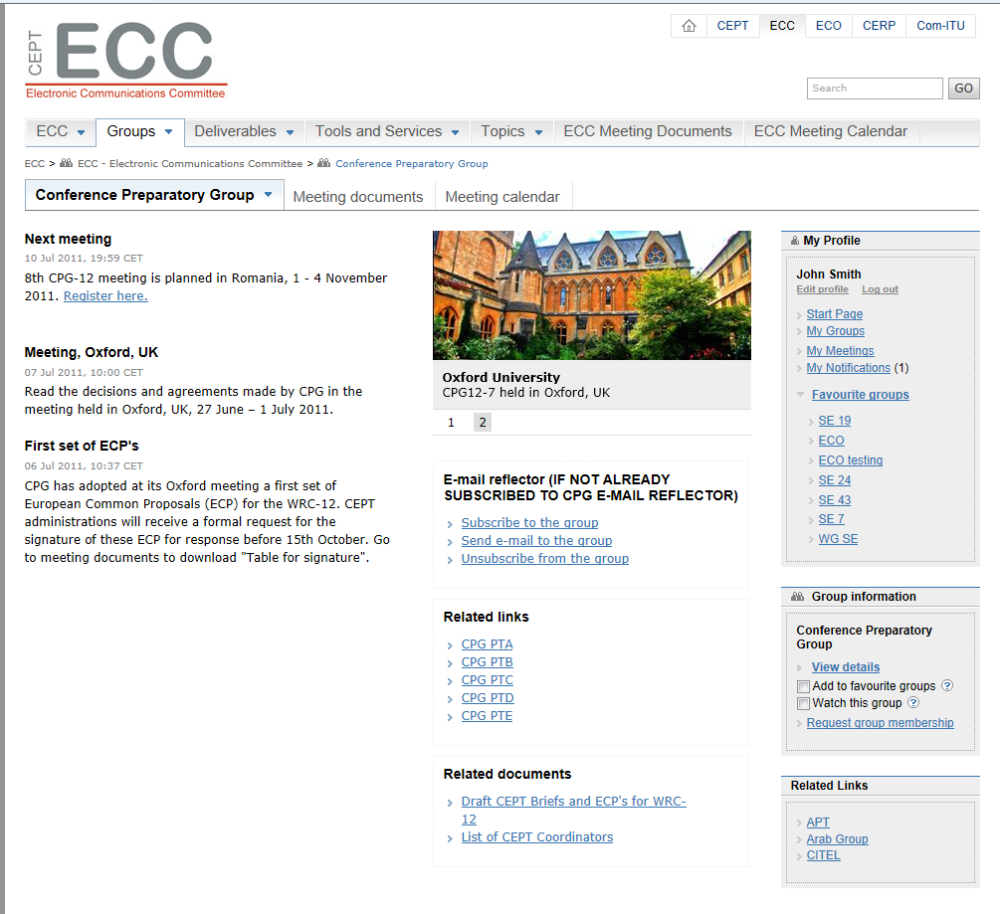 CEPT ECC
Electronic Communications Committee
CEPT ECC ECO CERP Com-ITU
Search GO
ECC Groups Deliverables Tools and Services Topics ECC Meeting Documents ECC Meeting Calendar
ECC > ECC - Electronic Communications Committee > Conference Preparatory Group
Conference Preparatory Group Meeting documents Meeting calendar
Next meeting
10 Jul 2011, 19:59 CET
8th CPG-12 meeting is planned in Romania, 1 - 4 November
2011. Register here.
Meeting, Oxford, UK
07 Jul 2011, 10:00 CET
Read the decisions and agreements made by CPG in the
meeting held in Oxford, UK, 27 June – 1 July 2011.
First set of ECP's
06 Jul 2011, 10:37 CET
CPG has adopted at its Oxford meeting a first set of
European Common Proposals (ECP) for the WRC-12. CEPT
administrations will receive a formal request for the
signature of these ECP for response before 15th October. Go
to meeting documents to download "Table for signature".
Oxford University
CPG12-7 held in Oxford, UK
1 2
E-mail reflector (IF NOT ALREADY
SUBSCRIBED TO CPG E-MAIL REFLECTOR)
Subscribe to the group
Send e-mail to the group
Unsubscribe from the group
Related links
CPG PTA
CPG PTB
CPG PTC
CPG PTD
CPG PTE
Related documents
Draft CEPT Briefs and ECP's for WRC-
12
List of CEPT Coordinators
My Profile
John Smith
Edit profile Log out
Start Page
My Groups
My Meetings
My Notifications (1)
Favourite groups
SE 19
ECO
ECO testing
SE 24
SE 43
SE 7
WG SE
Group information
Conference Preparatory
Group
View details
Add to favourite groups ?
Watch this group ?
Request group membership
Related Links
APT
Arab Group
CITEL